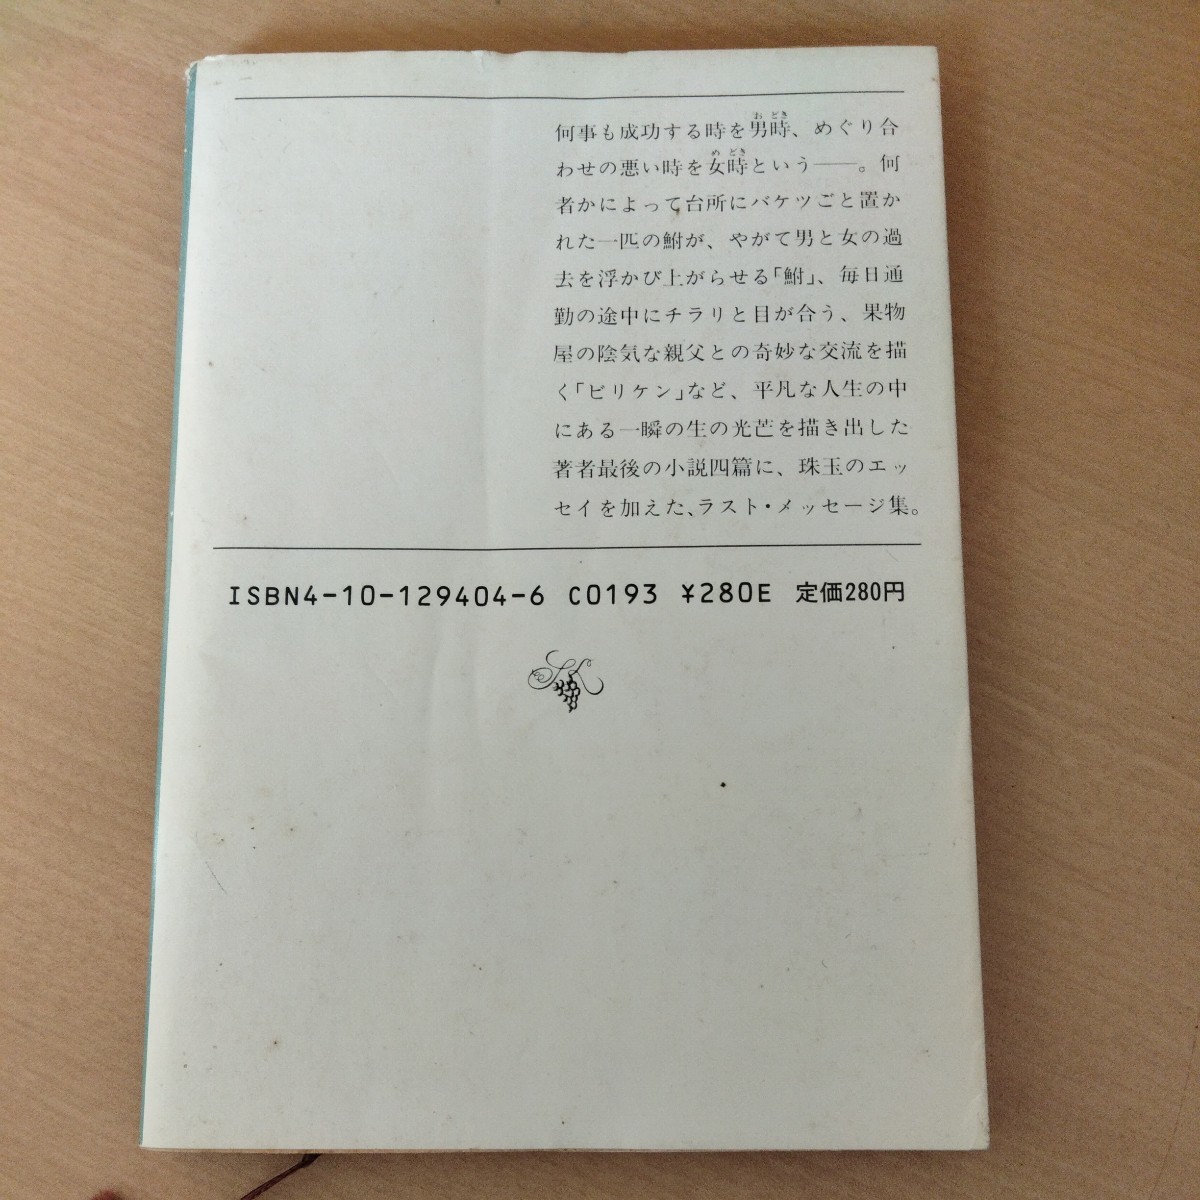 何事も成功する時を男時、めぐり合
わせの悪い時を女時という──。何
者かによって台所にバケツごと置か
れた一匹の鮒が、やがて男と女の過
去を浮かび上がらせる「鮒」、毎日通
勤の途中にチラリと目が合う、果物
屋の陰気な親父との奇妙な交流を描
く「ビリケン」など、平凡な人生の中
にある一瞬の生の光芒を描き出した
著者最後の小説四篇に、珠玉のエッ
セイを加えた、ラスト・メッセージ集。
ISBN4-10-129404-6 C0193 ¥280E 定価280円
SK